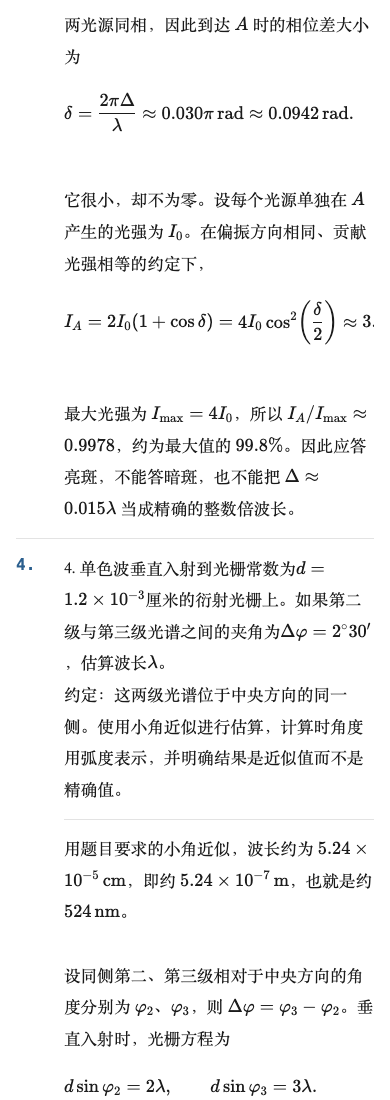 两光源同相，因此到达 A 时的相位差大小
为
δ = 2πΔ/λ ≈ 0.030π rad ≈ 0.0942 rad.
它很小，却不为零。设每个光源单独在 A
产生的光强为 I₀。在偏振方向相同、贡献
光强相等的约定下，
I_A = 2I₀(1 + cos δ) = 4I₀ cos²(δ/2) ≈ 3.
最大光强为 I_max = 4I₀，所以 I_A/I_max ≈
0.9978，约为最大值的 99.8%。因此应答
亮斑，不能答暗斑，也不能把 Δ ≈
0.015λ 当成精确的整数倍波长。
4. 4. 单色波垂直入射到光栅常数为d =
1.2 × 10⁻³厘米的衍射光栅上。如果第二
级与第三级光谱之间的夹角为Δφ = 2°30′
，估算波长λ。
约定：这两级光谱位于中央方向的同一
侧。使用小角近似进行估算，计算时角度
用弧度表示，并明确结果是近似值而不是
精确值。
用题目要求的小角近似，波长约为 5.24 ×
10⁻⁵ cm，即约 5.24 × 10⁻⁷ m，也就是约
524 nm。
设同侧第二、第三级相对于中央方向的角
度分别为 φ₂、φ₃，则 Δφ = φ₃ − φ₂。垂
直入射时，光栅方程为
d sin φ₂ = 2λ, d sin φ₃ = 3λ.